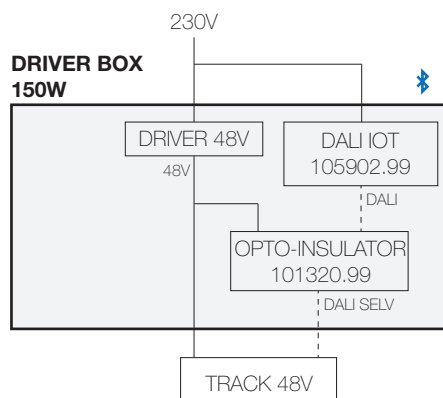 230V
DRIVER BOX
150W
DRIVER 48V
DALI IOT
105902.99
48V
DALI
OPTO-INSULATOR
101320.99
DALI SELV
TRACK 48V